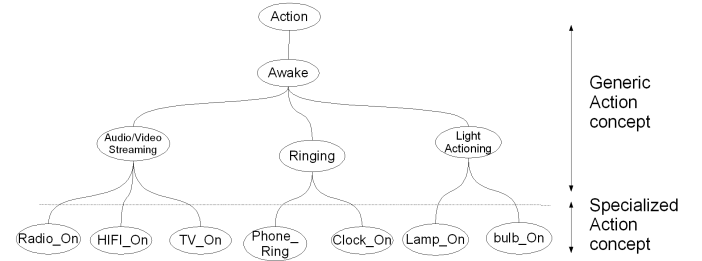 Action
Awake
Generic
Action
concept
Audio/Video
Streaming
Ringing
Light
Actioning
Specialized
Action
concept
Radio_On
HIFI_On
TV_On
Phone_
Ring
Clock_On
Lamp_On
bulb_On